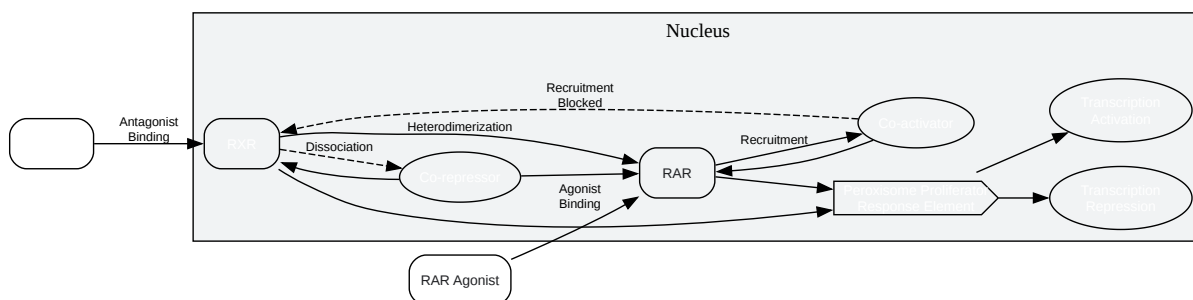 Nucleus
Antagonist
Binding
RXR
Heterodimerization
Dissociation
Recruitment
Blocked
Co-repressor
Agonist
Binding
RAR
RAR Agonist
Recruitment
Co-activator
Peroxisome Proliferato
Response Element
Transcription
Activation
Transcription
Repression